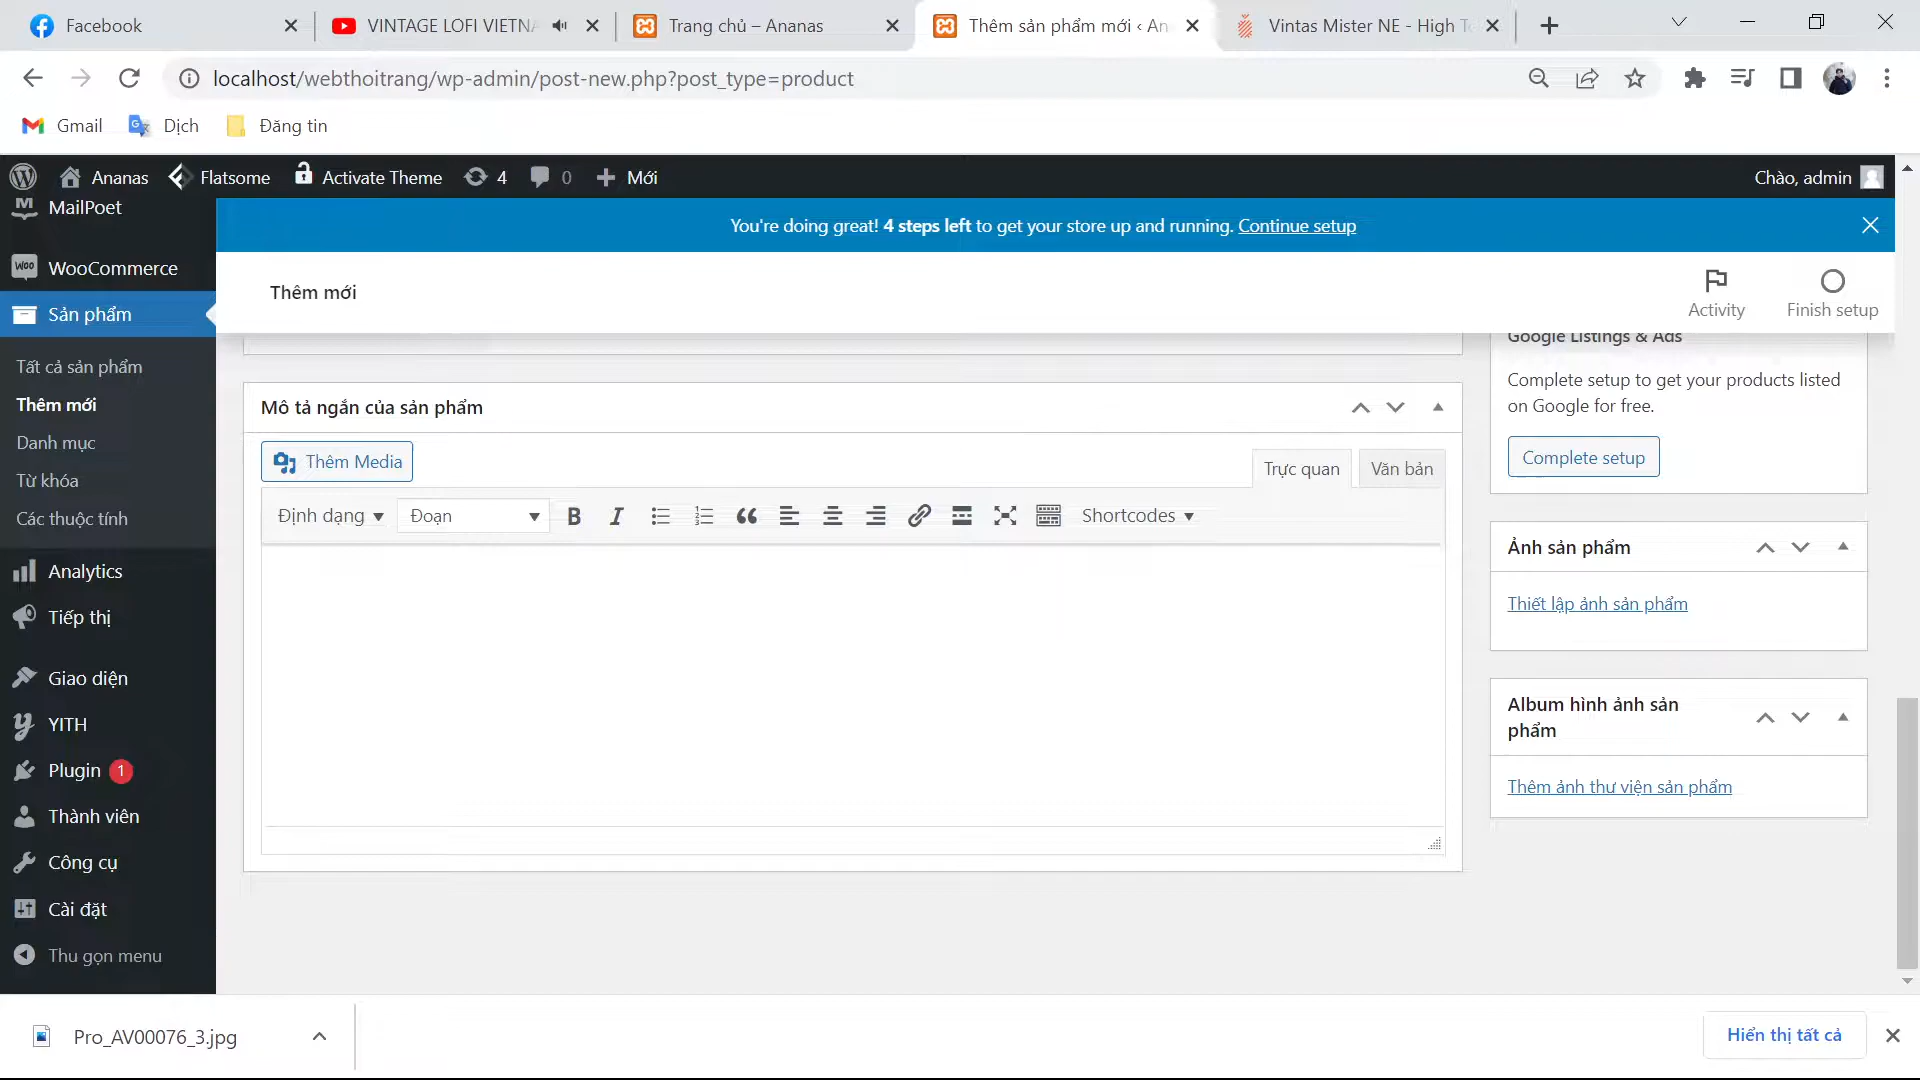 Facebook
VINTAGE LOFI VIETNA
Trang chủ – Ananas
Thêm sản phẩm mới ‹ An
Vintas Mister NE - High T
localhost/webthoitrang/wp-admin/post-new.php?post_type=product
Gmail
Dịch
Đăng tin
Ananas
Flatsome
Activate Theme
4
0
Mới
Chào, admin
MailPoet
WooCommerce
Sản phẩm
Tất cả sản phẩm
Thêm mới
Danh mục
Từ khóa
Các thuộc tính
Analytics
Tiếp thị
Giao diện
YITH
Plugin 1
Thành viên
Công cụ
Cài đặt
Thu gọn menu
You're doing great! 4 steps left to get your store up and running. Continue setup
Thêm mới
Activity
Finish setup
Mô tả ngắn của sản phẩm
Thêm Media
Trực quan
Văn bản
Định dạng
Đoạn
B
I
Shortcodes
Google Listings & Ads
Complete setup to get your products listed
on Google for free.
Complete setup
Ảnh sản phẩm
Thiết lập ảnh sản phẩm
Album hình ảnh sản
phẩm
Thêm ảnh thư viện sản phẩm
Pro_AV00076_3.jpg
Hiển thị tất cả